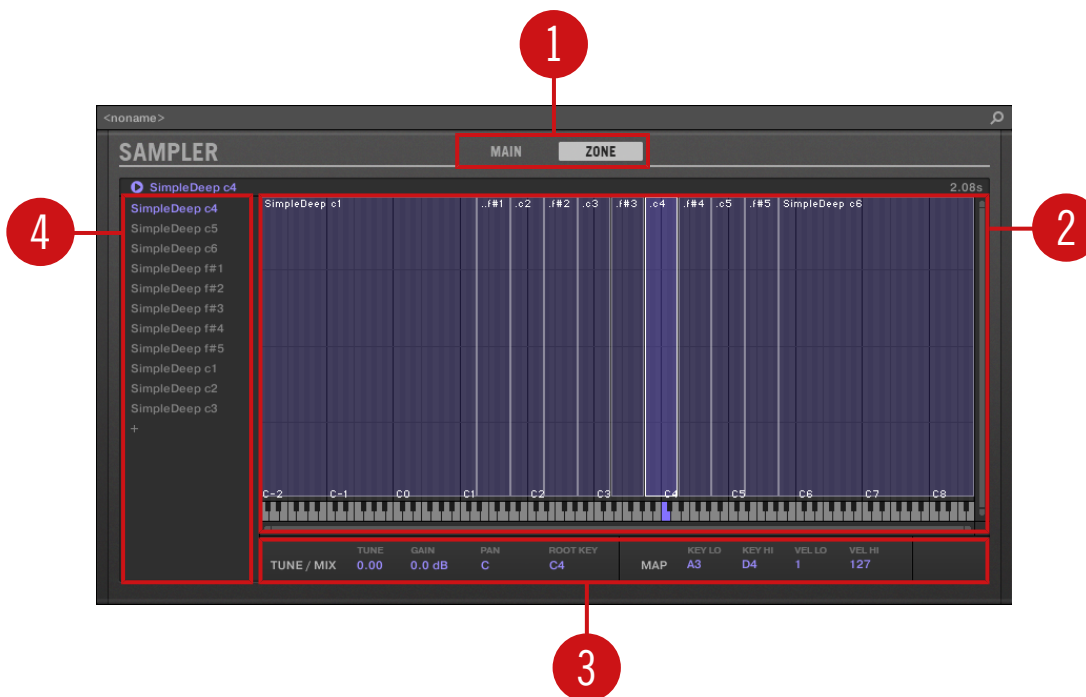 1
<noname>
SAMPLER MAIN ZONE
SimpleDeep c4 2.08s
4
2
SimpleDeep c4
SimpleDeep c5
SimpleDeep c6
SimpleDeep f#1
SimpleDeep f#2
SimpleDeep f#3
SimpleDeep f#4
SimpleDeep f#5
SimpleDeep c1
SimpleDeep c2
SimpleDeep c3
+
SimpleDeep c1 ..f#1 .c2 .f#2 .c3 .f#3 .c4 .f#4 .c5 .f#5 SimpleDeep c6
C-2 C-1 C0 C1 C2 C3 C4 C5 C6 C7 C8
TUNE GAIN PAN ROOT KEY KEY LO KEY HI VEL LO VEL HI
TUNE / MIX 0.00 0.0 dB C C4 MAP A3 D4 1 127
3